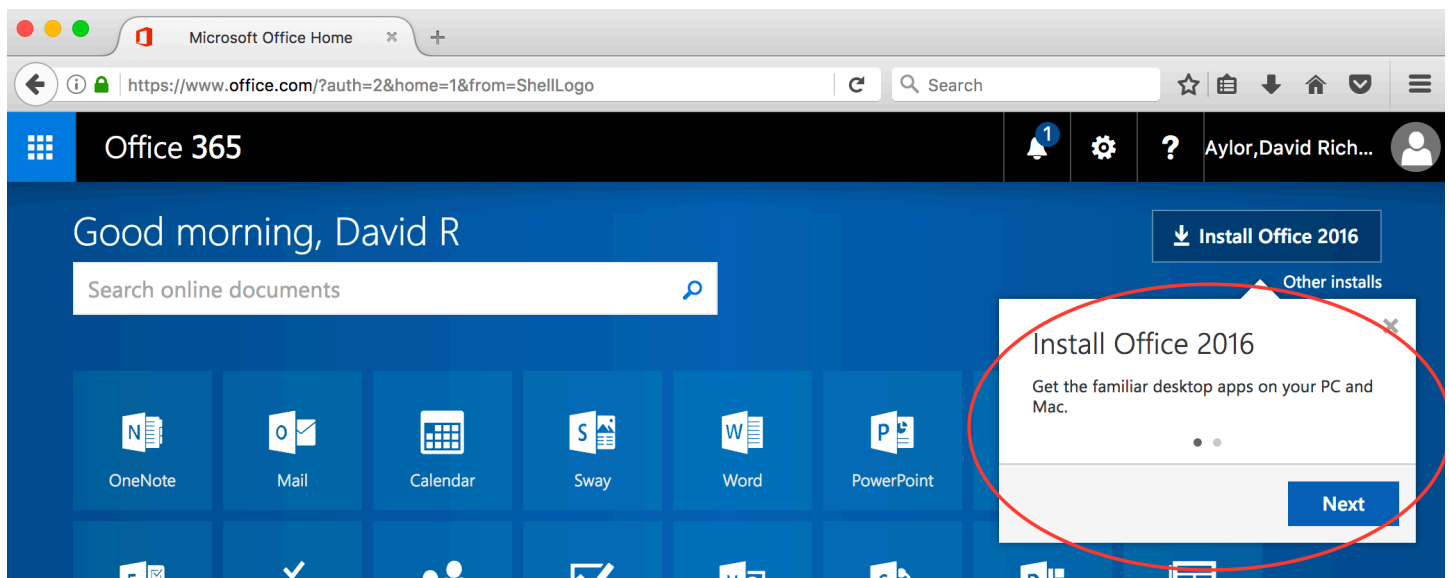 Microsoft Office Home
https://www.office.com/?auth=2&home=1&from=ShellLogo
Search
Office 365
1
Aylor,David Rich...
Good morning, David R
Install Office 2016
Search online documents
Other installs
Install Office 2016
Get the familiar desktop apps on your PC and
Mac.
OneNote
Mail
Calendar
Sway
Word
PowerPoint
Next